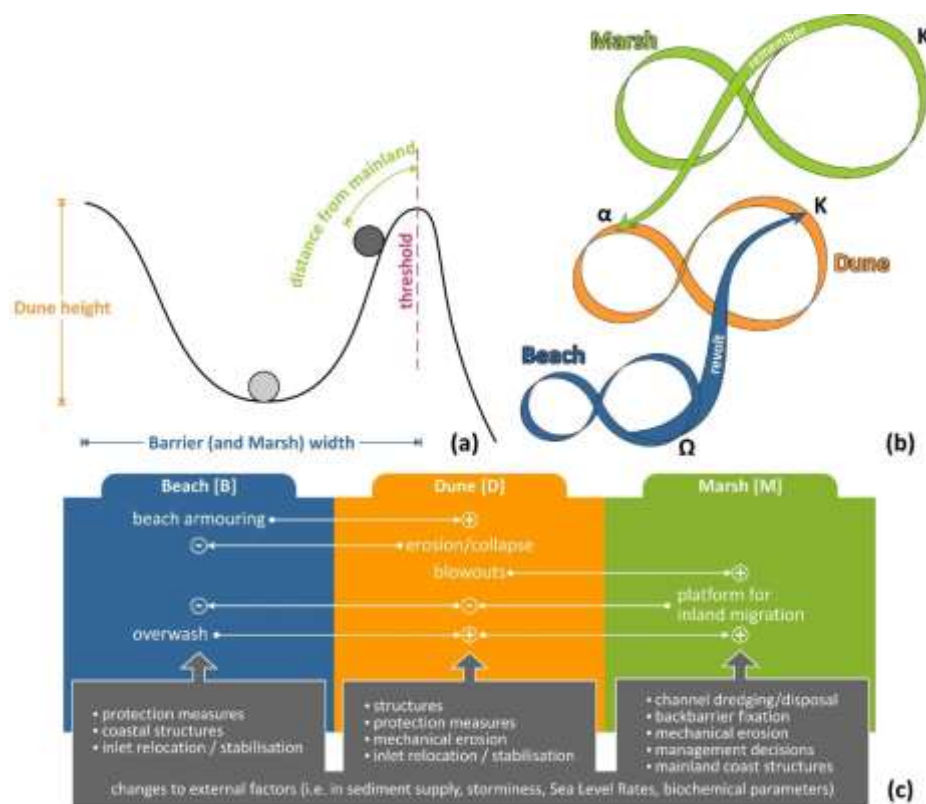 Marsh
remember
K
distance from mainland
threshold
Dune height
α
K
Dune
Beach
revolt
Ω
Barrier (and Marsh) width
(a)
(b)
Beach [B]
Dune [D]
Marsh [M]
beach armouring
+
-
erosion/collapse
blowouts
+
-
-
platform for
inland migration
overwash
+
+
• protection measures
• coastal structures
• inlet relocation / stabilisation
• structures
• protection measures
• mechanical erosion
• inlet relocation / stabilisation
• channel dredging/disposal
• backbarrier fixation
• mechanical erosion
• management decisions
• mainland coast structures
changes to external factors (i.e. in sediment supply, storminess, Sea Level Rates, biochemical parameters)
(c)